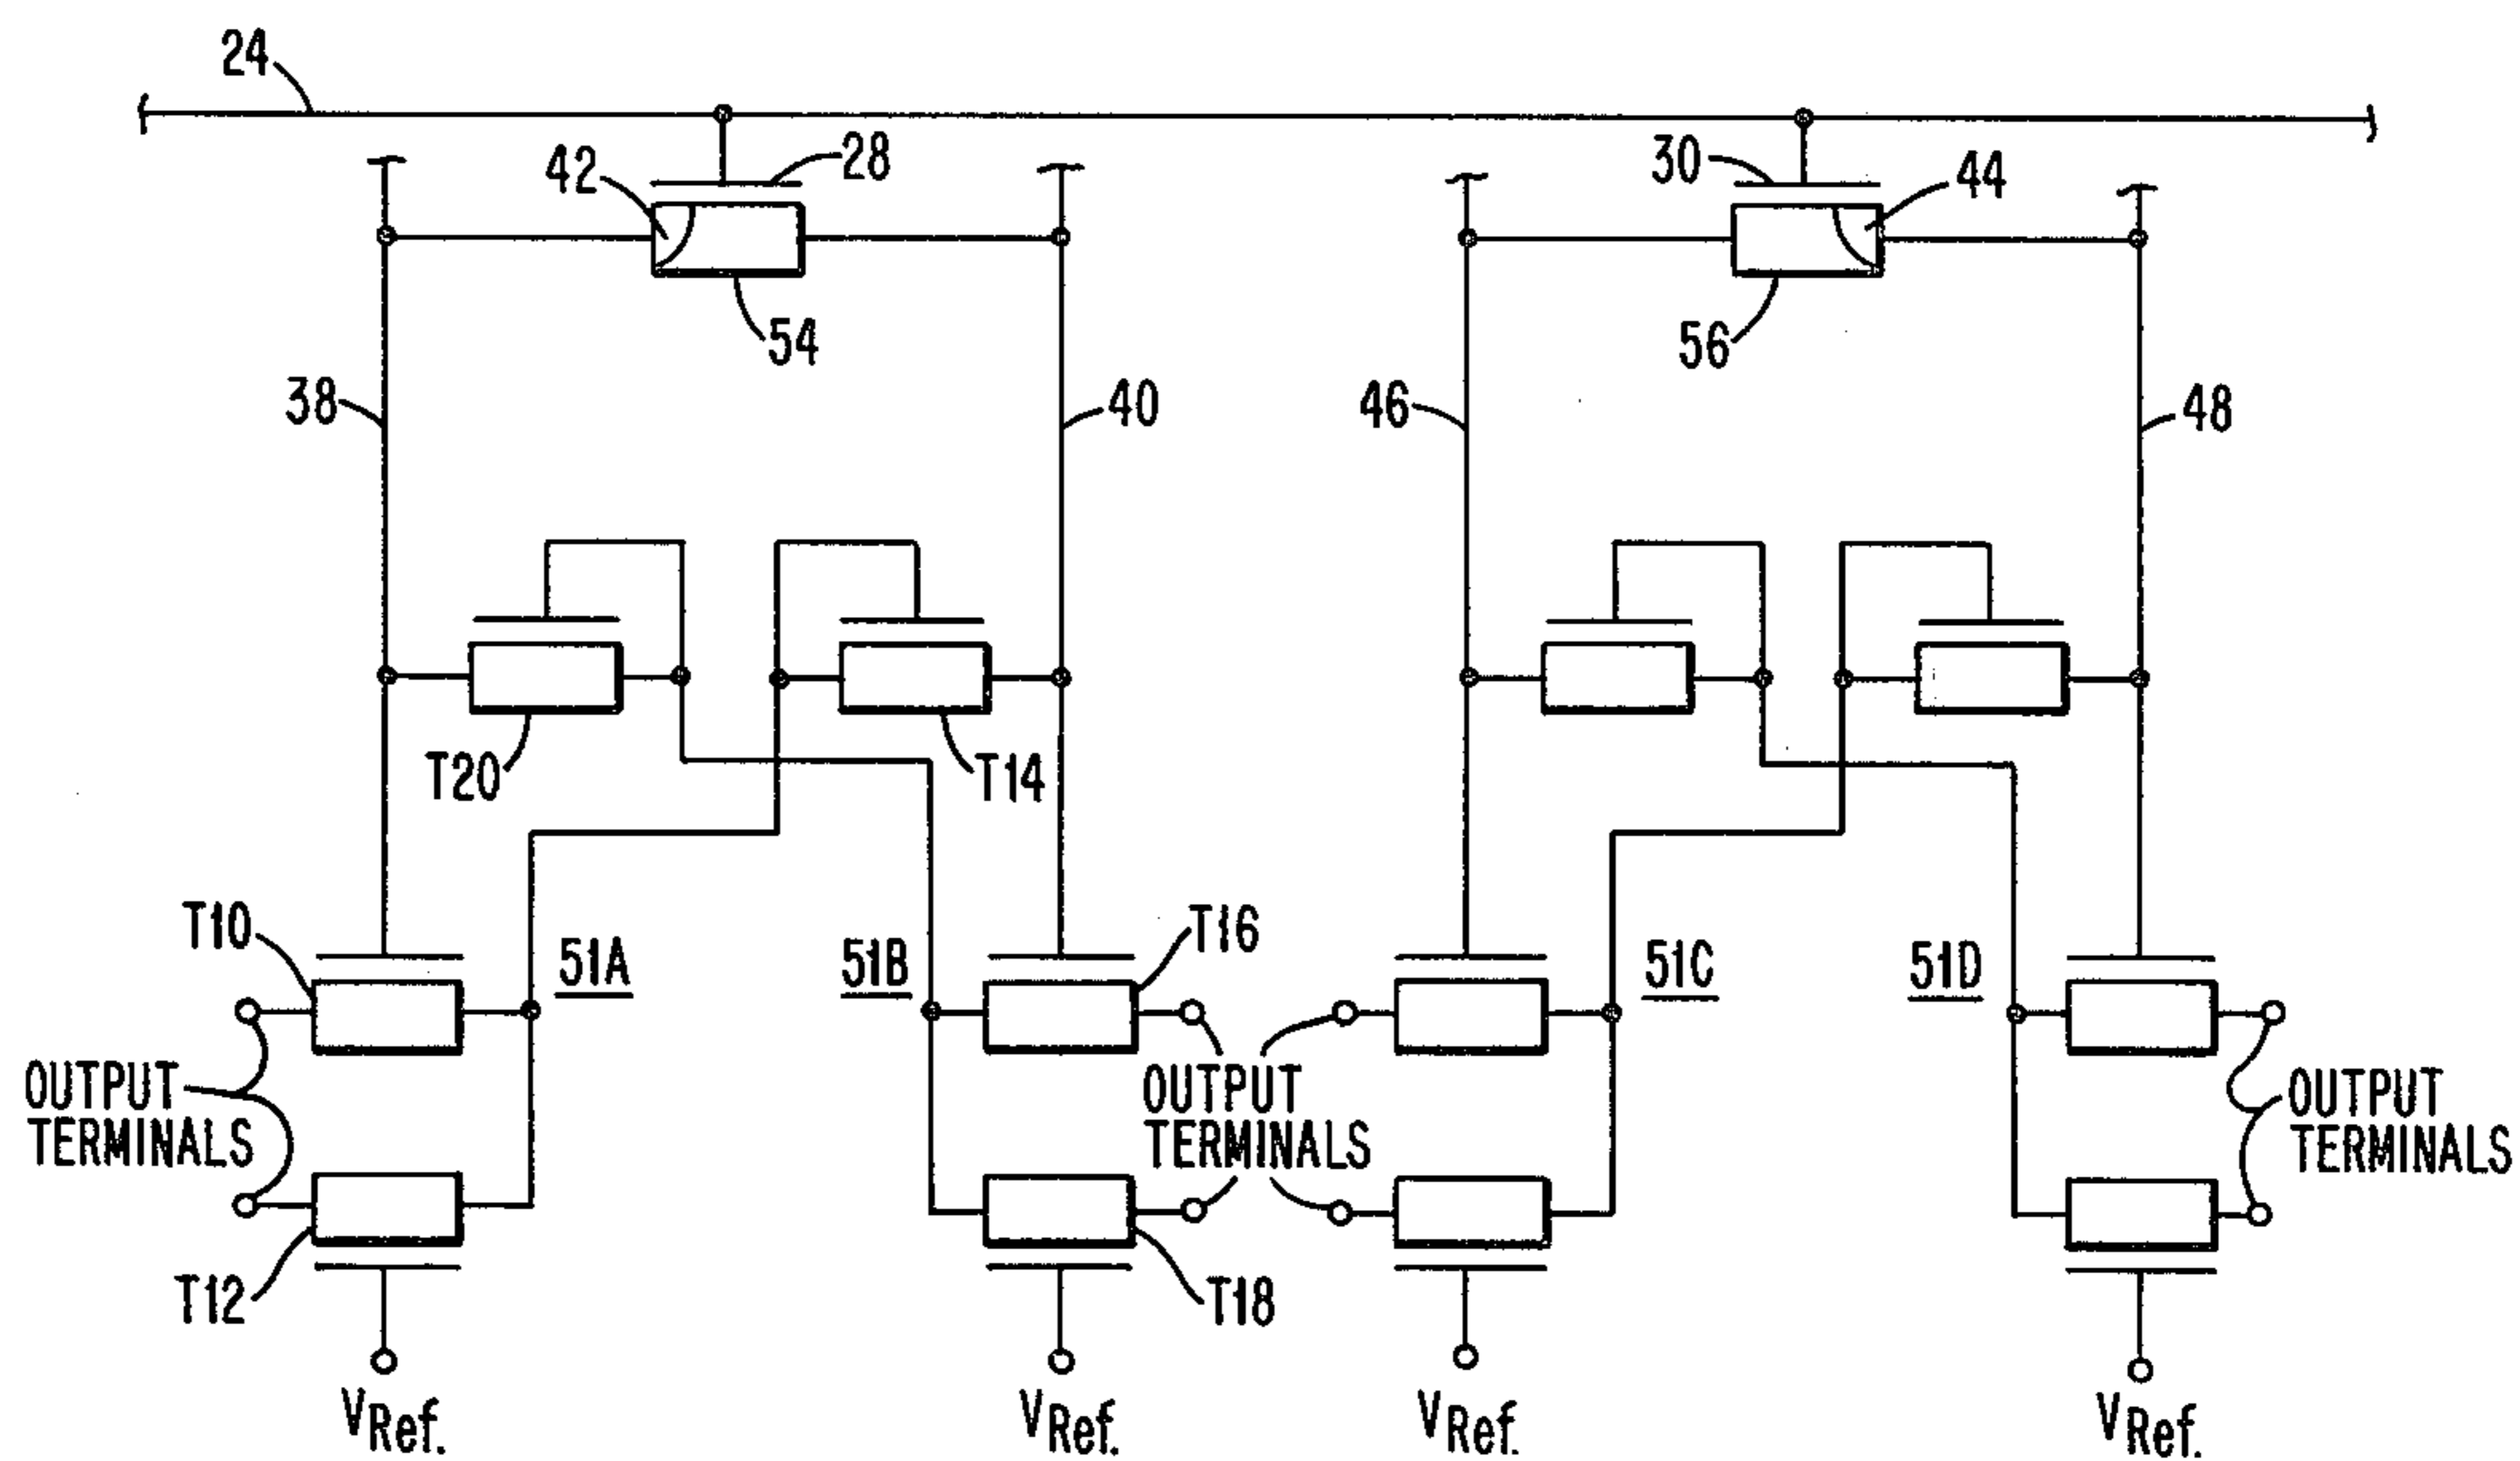 24
42
28
30
44
54
56
38
40
46
48
T20
T14
T10
51A
51B
T16
51C
51D
OUTPUT
TERMINALS
OUTPUT
TERMINALS
OUTPUT
TERMINALS
T12
T18
VRef.
VRef.
VRef.
VRef.